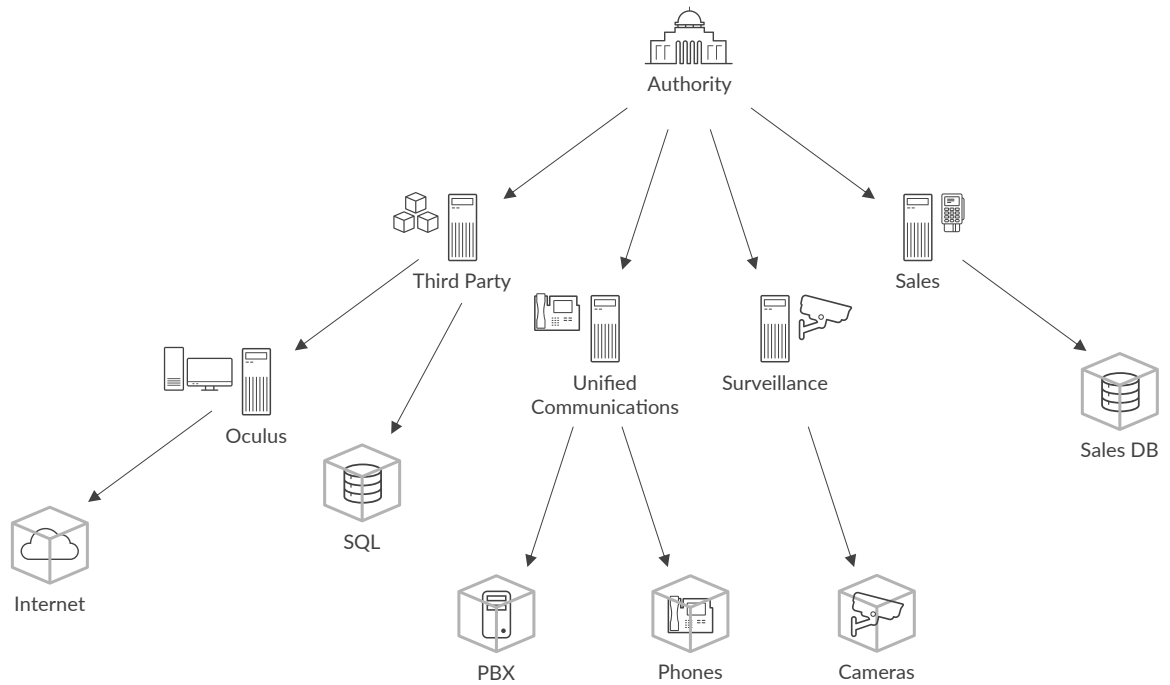 Authority
Third Party
Sales
Unified
Communications
Surveillance
Oculus
Sales DB
SQL
Internet
PBX
Phones
Cameras